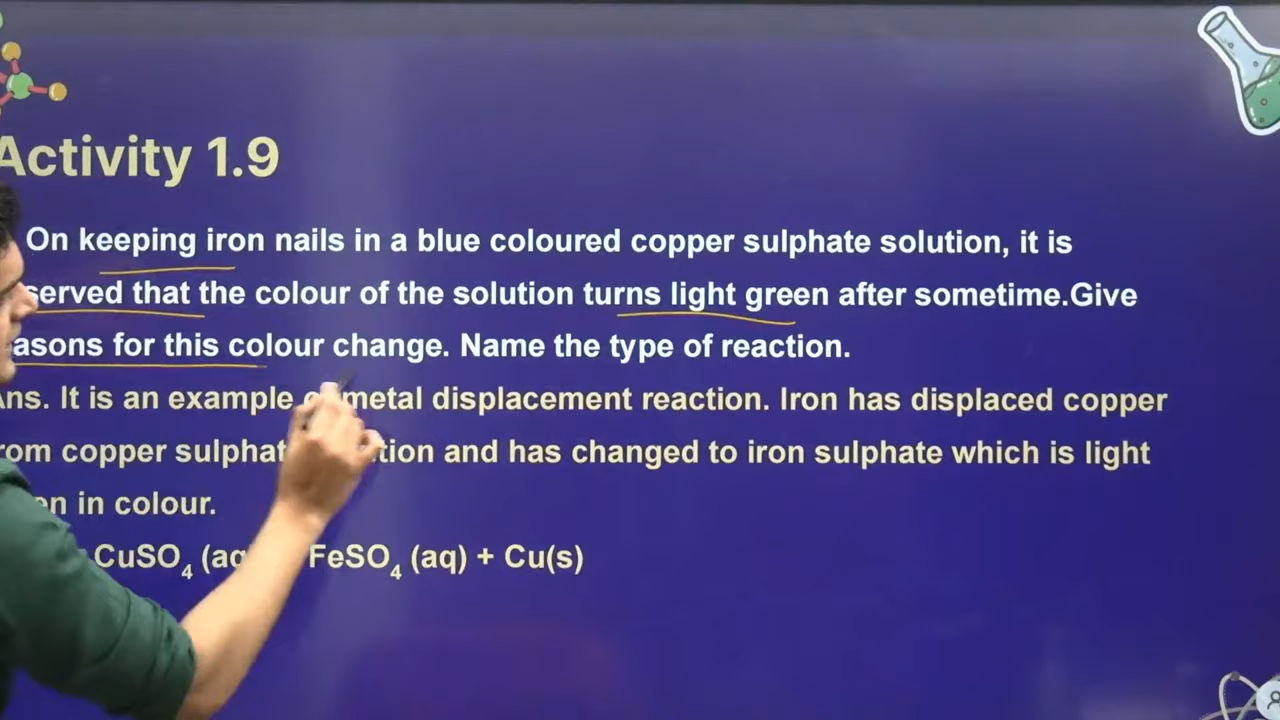 Activity 1.9
On keeping iron nails in a blue coloured copper sulphate solution, it is
served that the colour of the solution turns light green after sometime.Give
asons for this colour change. Name the type of reaction.
Ans. It is an example metal displacement reaction. Iron has displaced copper
rom copper sulphat tion and has changed to iron sulphate which is light
en in colour.
CuSO4 (aq FeSO4 (aq) + Cu(s)